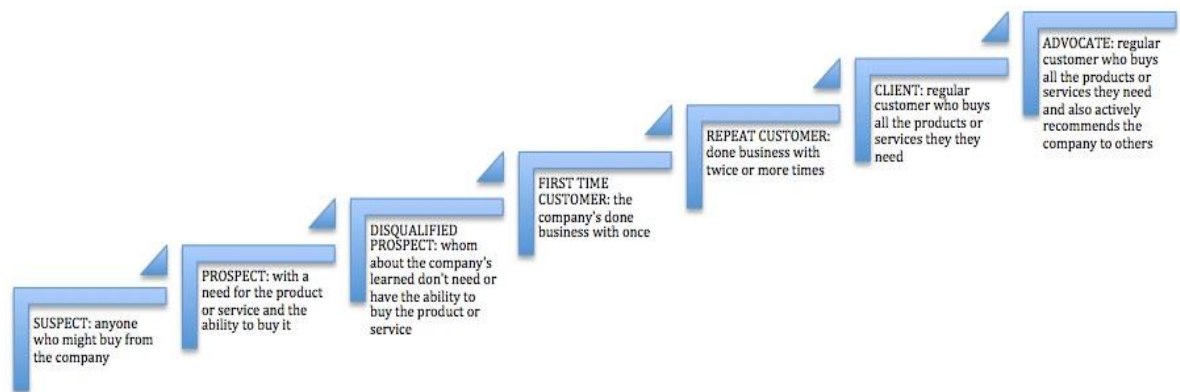 SUSPECT: anyone
who might buy from
the company
PROSPECT: with a
need for the product
or service and the
ability to buy it
DISQUALIFIED
PROSPECT: whom
about the company's
learned don't need or
have the ability to
buy the product or
service
FIRST TIME
CUSTOMER: the
company's done
business with once
REPEAT CUSTOMER:
done business with
twice or more times
CLIENT: regular
customer who buys
all the products or
services they they
need
ADVOCATE: regular
customer who buys
all the products or
services they need
and also actively
recommends the
company to others